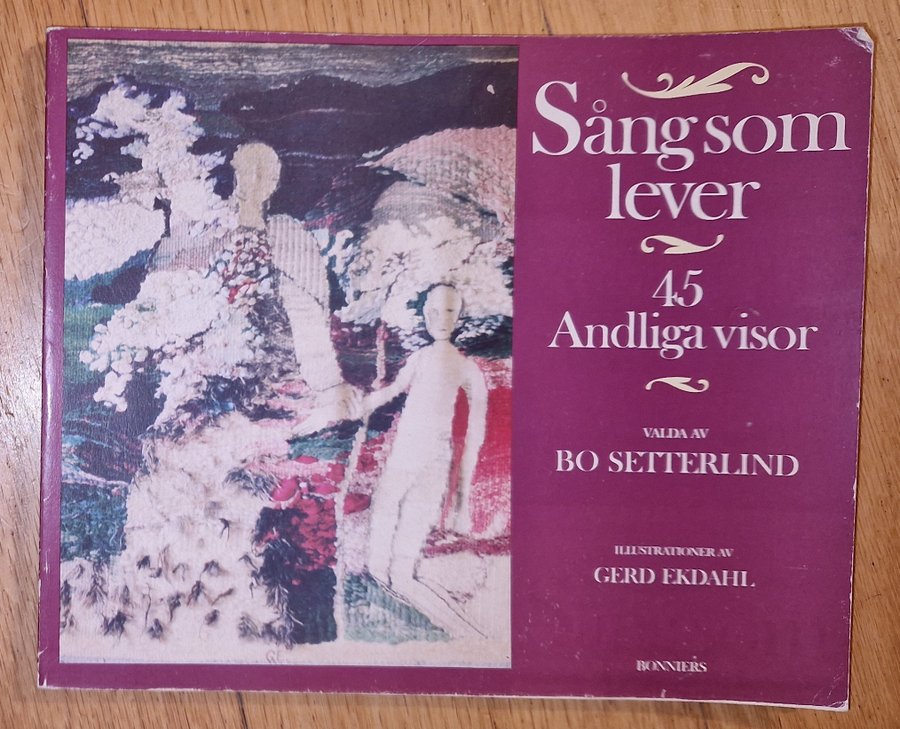 Sång som
lever
45
Andliga visor
VALDA AV
BO SETTERLIND
ILLUSTRATIONER AV
GERD EKDAHL
BONNIERS